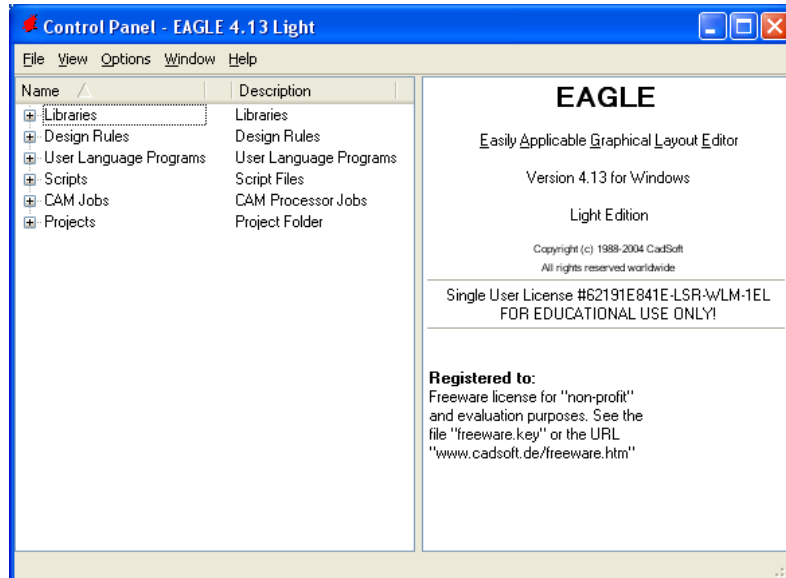 Control Panel - EAGLE 4.13 Light
File View Options Window Help
Name Description
Libraries Libraries
Design Rules Design Rules
User Language Programs User Language Programs
Scripts Script Files
CAM Jobs CAM Processor Jobs
Projects Project Folder
EAGLE
Easily Applicable Graphical Layout Editor
Version 4.13 for Windows
Light Edition
Copyright (c) 1988-2004 CadSoft
All rights reserved worldwide
Single User License #62191E841E-LSR-WLM-1EL
FOR EDUCATIONAL USE ONLY!
Registered to:
Freeware license for "non-profit"
and evaluation purposes. See the
file "freeware.key" or the URL
"www.cadsoft.de/freeware.htm"